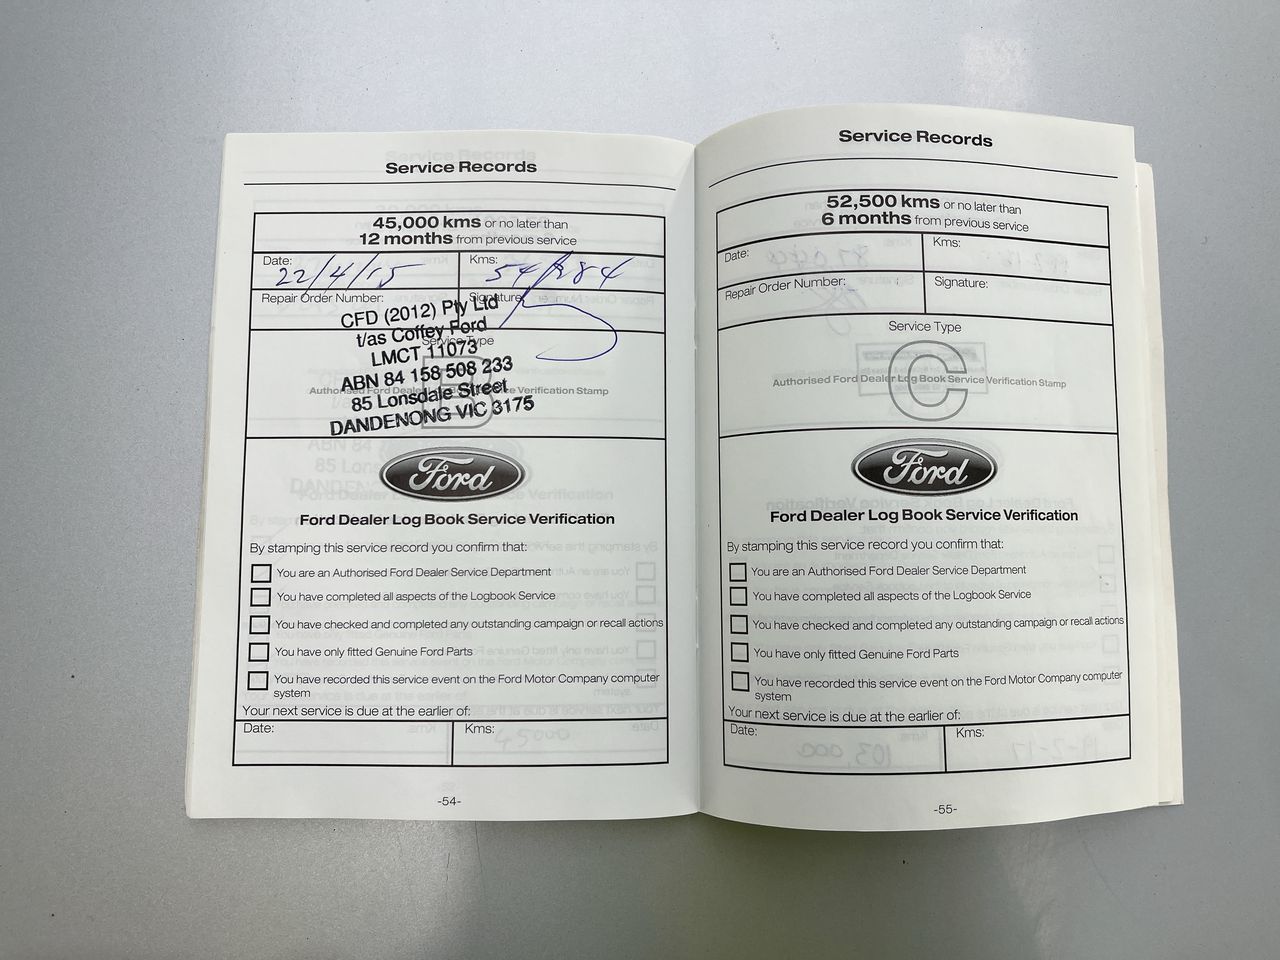 Service Records
45,000 kms or no later than
12 months from previous service
Date: 22/4/15 Kms: 54
Repair Order Number: Signature:
CFD (2012) Pty Ltd
t/as Coffey Ford
Service Type
LMCT 11073
B
ABN 84 158 508 233
Authorised Ford Dealer Log Book Service Verification Stamp
85 Lonsdale Street
DANDENONG VIC 3175
Ford
Ford Dealer Log Book Service Verification
By stamping this service record you confirm that:
You are an Authorised Ford Dealer Service Department
You have completed all aspects of the Logbook Service
You have checked and completed any outstanding campaign or recall actions
You have only fitted Genuine Ford Parts
You have recorded this service event on the Ford Motor Company computer
system
Your next service is due at the earlier of:
Date: Kms:
-54-
Service Records
52,500 kms or no later than
6 months from previous service
Date: Kms:
Repair Order Number: Signature:
Service Type
C
Authorised Ford Dealer Log Book Service Verification Stamp
Ford
Ford Dealer Log Book Service Verification
By stamping this service record you confirm that:
You are an Authorised Ford Dealer Service Department
You have completed all aspects of the Logbook Service
You have checked and completed any outstanding campaign or recall actions
You have only fitted Genuine Ford Parts
You have recorded this service event on the Ford Motor Company computer
system
Your next service is due at the earlier of:
Date: Kms:
-55-